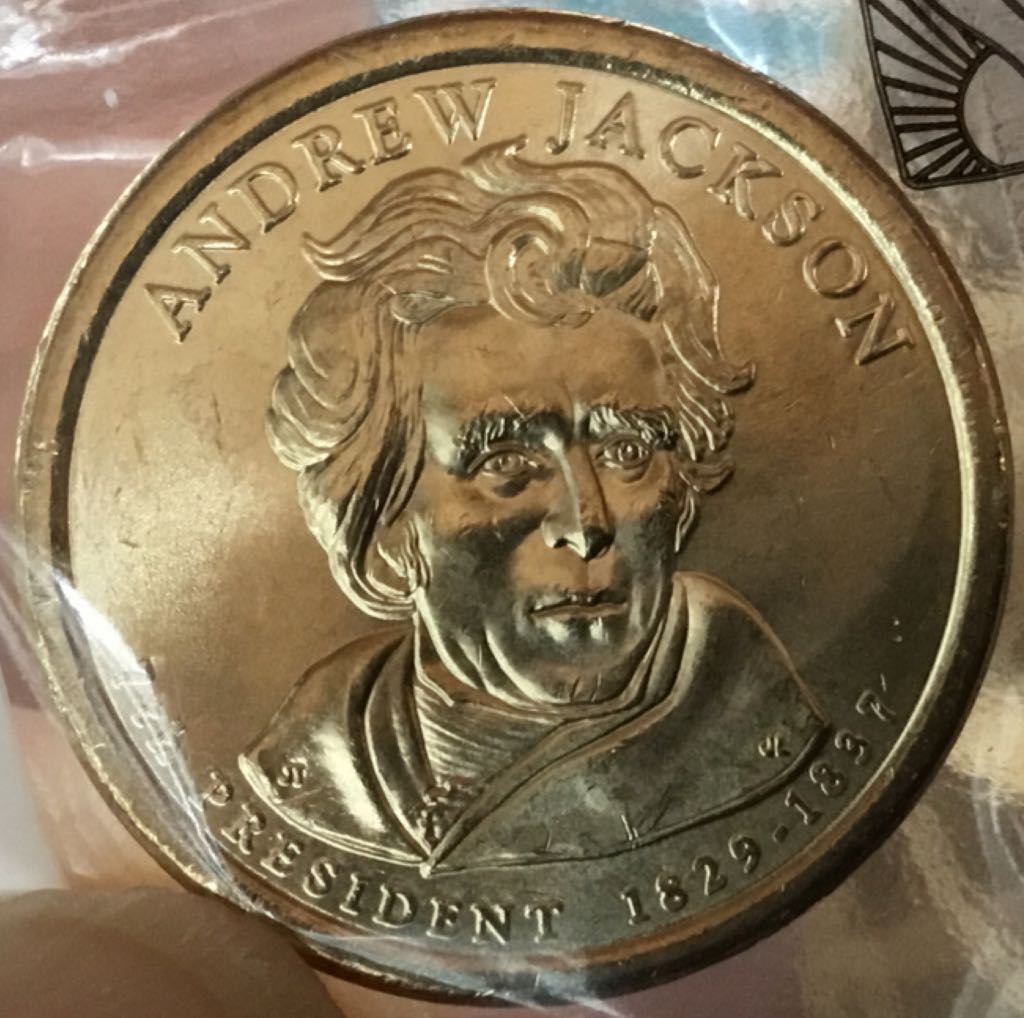 ANDREW JACKSON
PRESIDENT 1829-1837